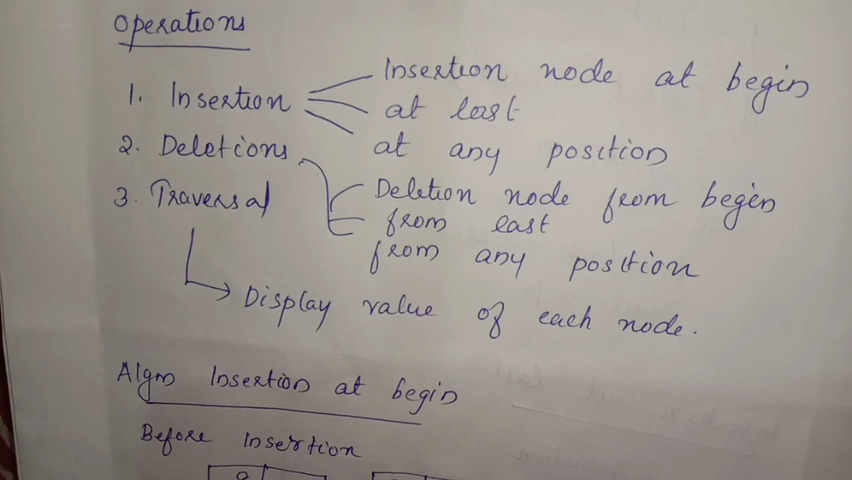 Operations
1. Insertion
Insertion node at begin
at last
at any position
2. Deletions
Deletion node from begin
from last
from any position
3. Traversal
Display value of each node.
Algm Insertion at begin
Before insertion